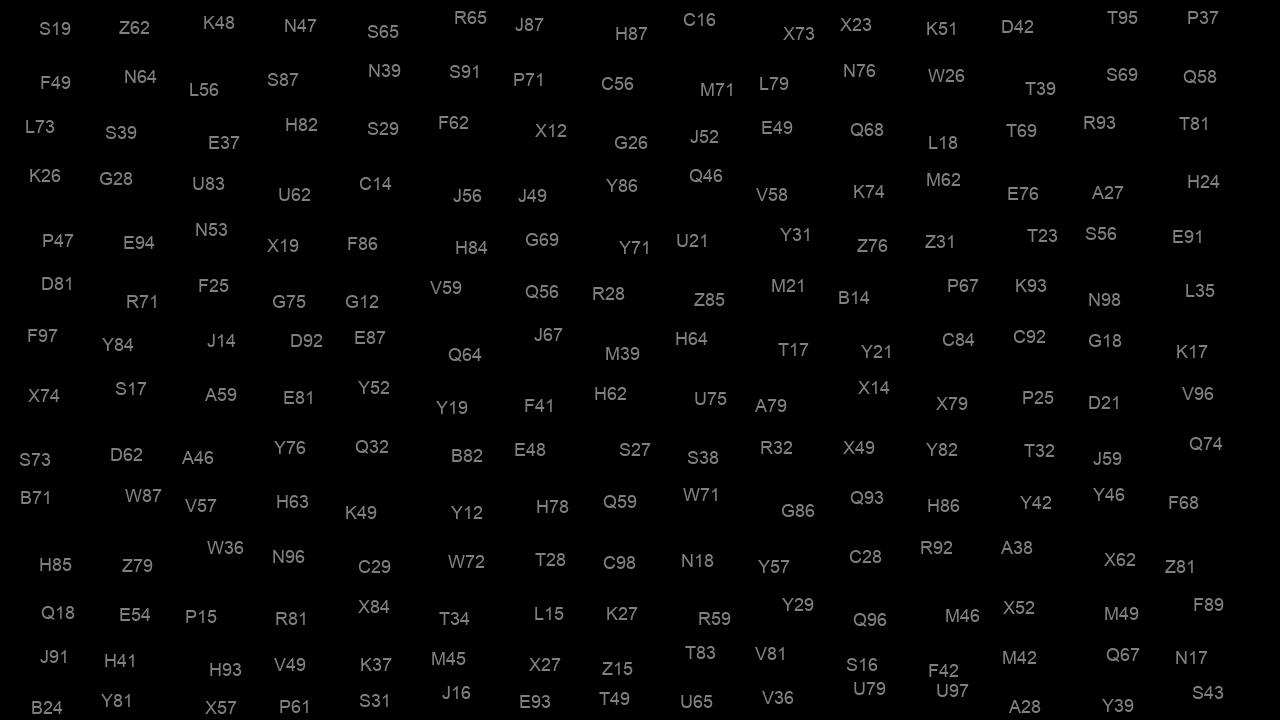 S19 Z62 K48 N47 S65 R65 J87 H87 C16 X73 X23 K51 D42 T95 P37
F49 N64 L56 S87 N39 S91 P71 C56 M71 L79 N76 W26 T39 S69 Q58
L73 S39 E37 H82 S29 F62 X12 G26 J52 E49 Q68 L18 T69 R93 T81
K26 G28 U83 U62 C14 J56 J49 Y86 Q46 V58 K74 M62 E76 A27 H24
P47 E94 N53 X19 F86 H84 G69 Y71 U21 Y31 Z76 Z31 T23 S56 E91
D81 R71 F25 G75 G12 V59 Q56 R28 Z85 M21 B14 P67 K93 N98 L35
F97 Y84 J14 D92 E87 Q64 J67 M39 H64 T17 Y21 C84 C92 G18 K17
X74 S17 A59 E81 Y52 Y19 F41 H62 U75 A79 X14 X79 P25 D21 V96
S73 D62 A46 Y76 Q32 B82 E48 S27 S38 R32 X49 Y82 T32 J59 Q74
B71 W87 V57 H63 K49 Y12 H78 Q59 W71 G86 Q93 H86 Y42 Y46 F68
H85 Z79 W36 N96 C29 W72 T28 C98 N18 Y57 C28 R92 A38 X62 Z81
Q18 E54 P15 R81 X84 T34 L15 K27 R59 Y29 Q96 M46 X52 M49 F89
J91 H41 H93 V49 K37 M45 X27 Z15 T83 V81 S16 F42 M42 Q67 N17
B24 Y81 X57 P61 S31 J16 E93 T49 U65 V36 U79 U97 A28 Y39 S43